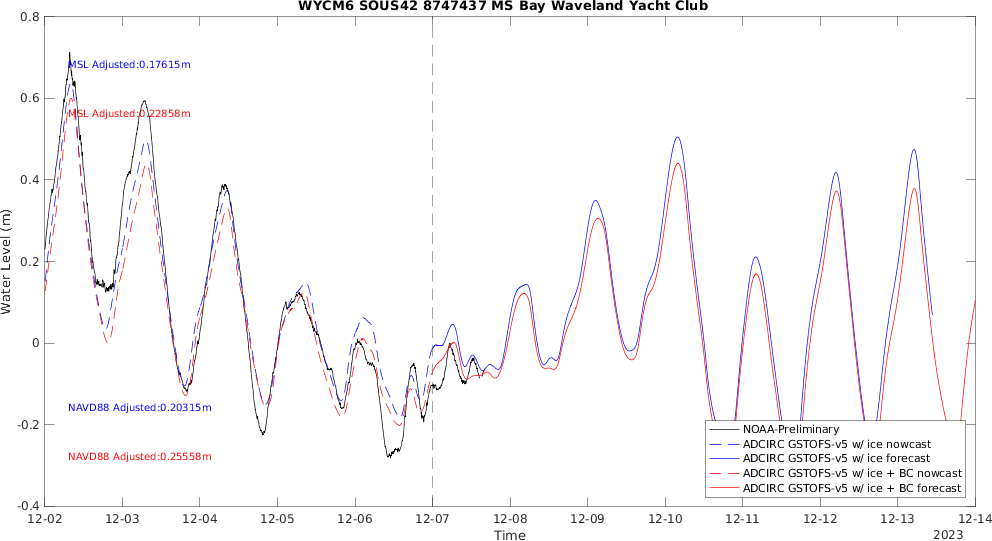 WYCM6 SOUS42 8747437 MS Bay Waveland Yacht Club
0.8
0.6
0.4
0.2
0
-0.2
-0.4
Water Level (m)
MSL Adjusted:0.17615m
MSL Adjusted:0.22858m
NAVD88 Adjusted:0.20315m
NAVD88 Adjusted:0.25558m
NOAA-Preliminary
ADCIRC GSTOFS-v5 w/ ice nowcast
ADCIRC GSTOFS-v5 w/ ice forecast
ADCIRC GSTOFS-v5 w/ ice + BC nowcast
ADCIRC GSTOFS-v5 w/ ice + BC forecast
12-02 12-03 12-04 12-05 12-06 12-07 12-08 12-09 12-10 12-11 12-12 12-13 12-14
Time
2023